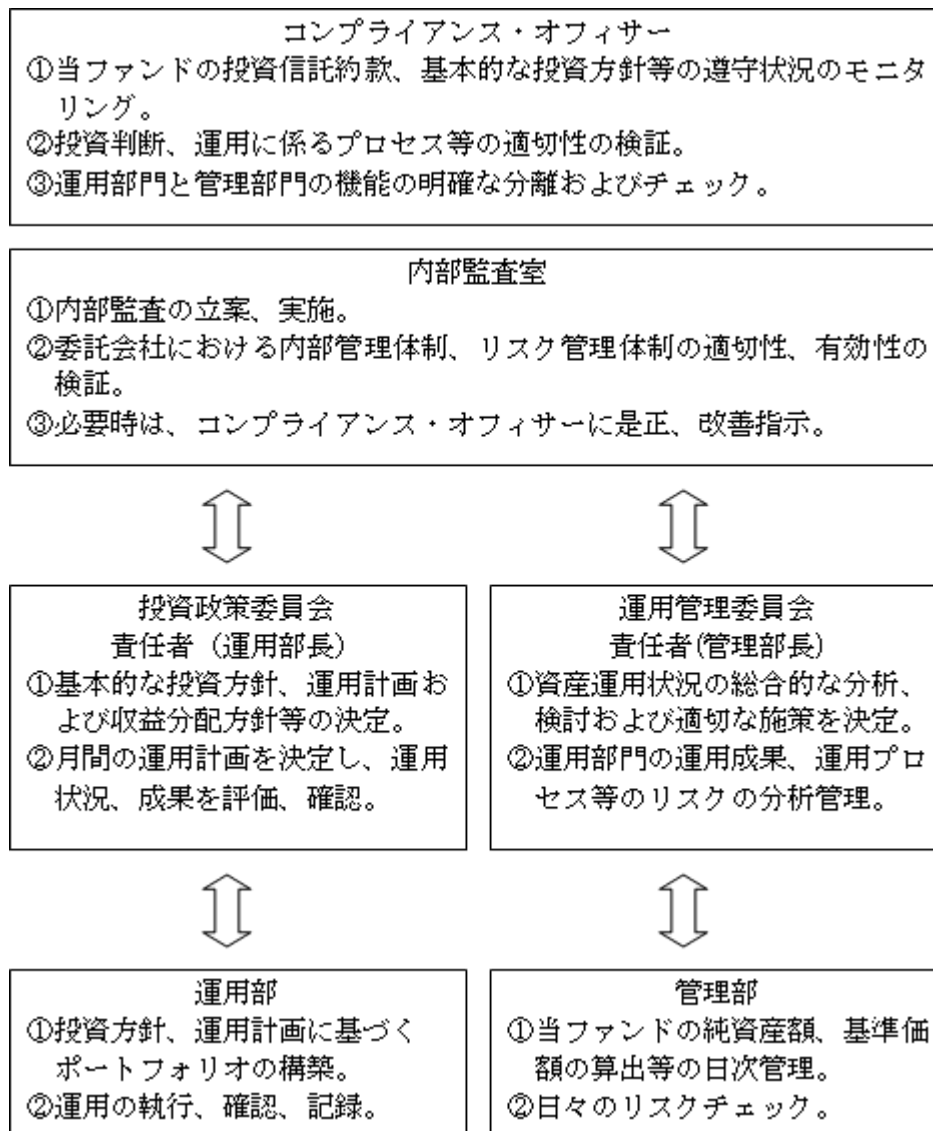 コンプライアンス・オフィサー
①当ファンドの投資信託約款、基本的な投資方針等の遵守状況のモニタ
リング。
②投資判断、運用に係るプロセス等の適切性の検証。
③運用部門と管理部門の機能の明確な分離およびチェック。
内部監査室
①内部監査の立案、実施。
②委託会社における内部管理体制、リスク管理体制の適切性、有効性の
検証。
③必要時は、コンプライアンス・オフィサーに是正、改善指示。
投資政策委員会
責任者（運用部長）
①基本的な投資方針、運用計画お
よび収益分配方針等の決定。
②月間の運用計画を決定し、運用
状況、成果を評価、確認。
運用管理委員会
責任者(管理部長)
①資産運用状況の総合的な分析、
検討および適切な施策を決定。
②運用部門の運用成果、運用プロ
セス等のリスクの分析管理。
運用部
①投資方針、運用計画に基づく
ポートフォリオの構築。
②運用の執行、確認、記録。
管理部
①当ファンドの純資産額、基準価
額の算出等の日次管理。
②日々のリスクチェック。